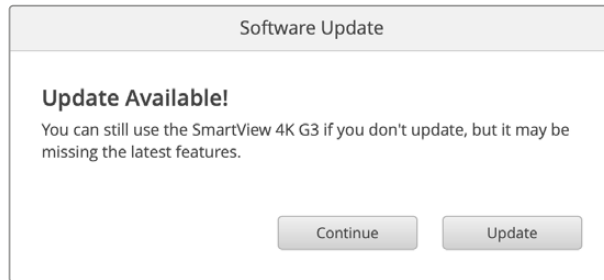 Software Update
Update Available!
You can still use the SmartView 4K G3 if you don't update, but it may be
missing the latest features.
Continue
Update